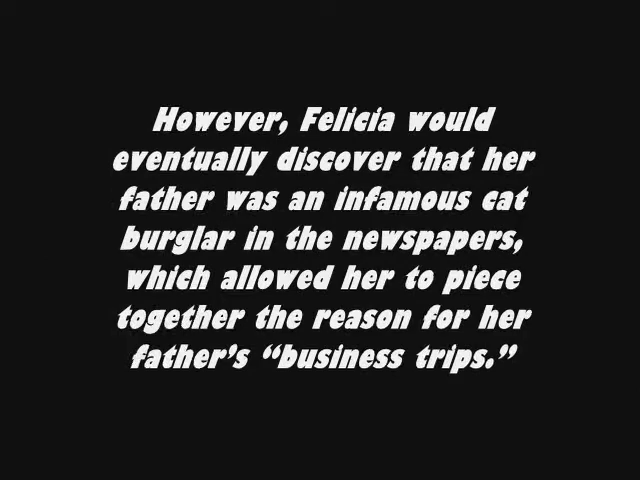 However, Felicia would
eventually discover that her
father was an infamous cat
burglar in the newspapers,
which allowed her to piece
together the reason for her
father's “business trips.”